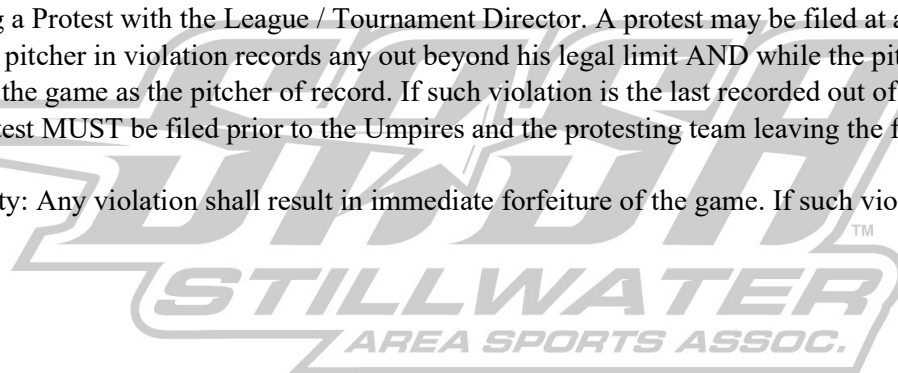 g a Protest with the League / Tournament Director. A protest may be filed at a
pitcher in violation records any out beyond his legal limit AND while the pit
the game as the pitcher of record. If such violation is the last recorded out of
test MUST be filed prior to the Umpires and the protesting team leaving the f
ty: Any violation shall result in immediate forfeiture of the game. If such vio
TM
STILLWATER
AREA SPORTS ASSOC.